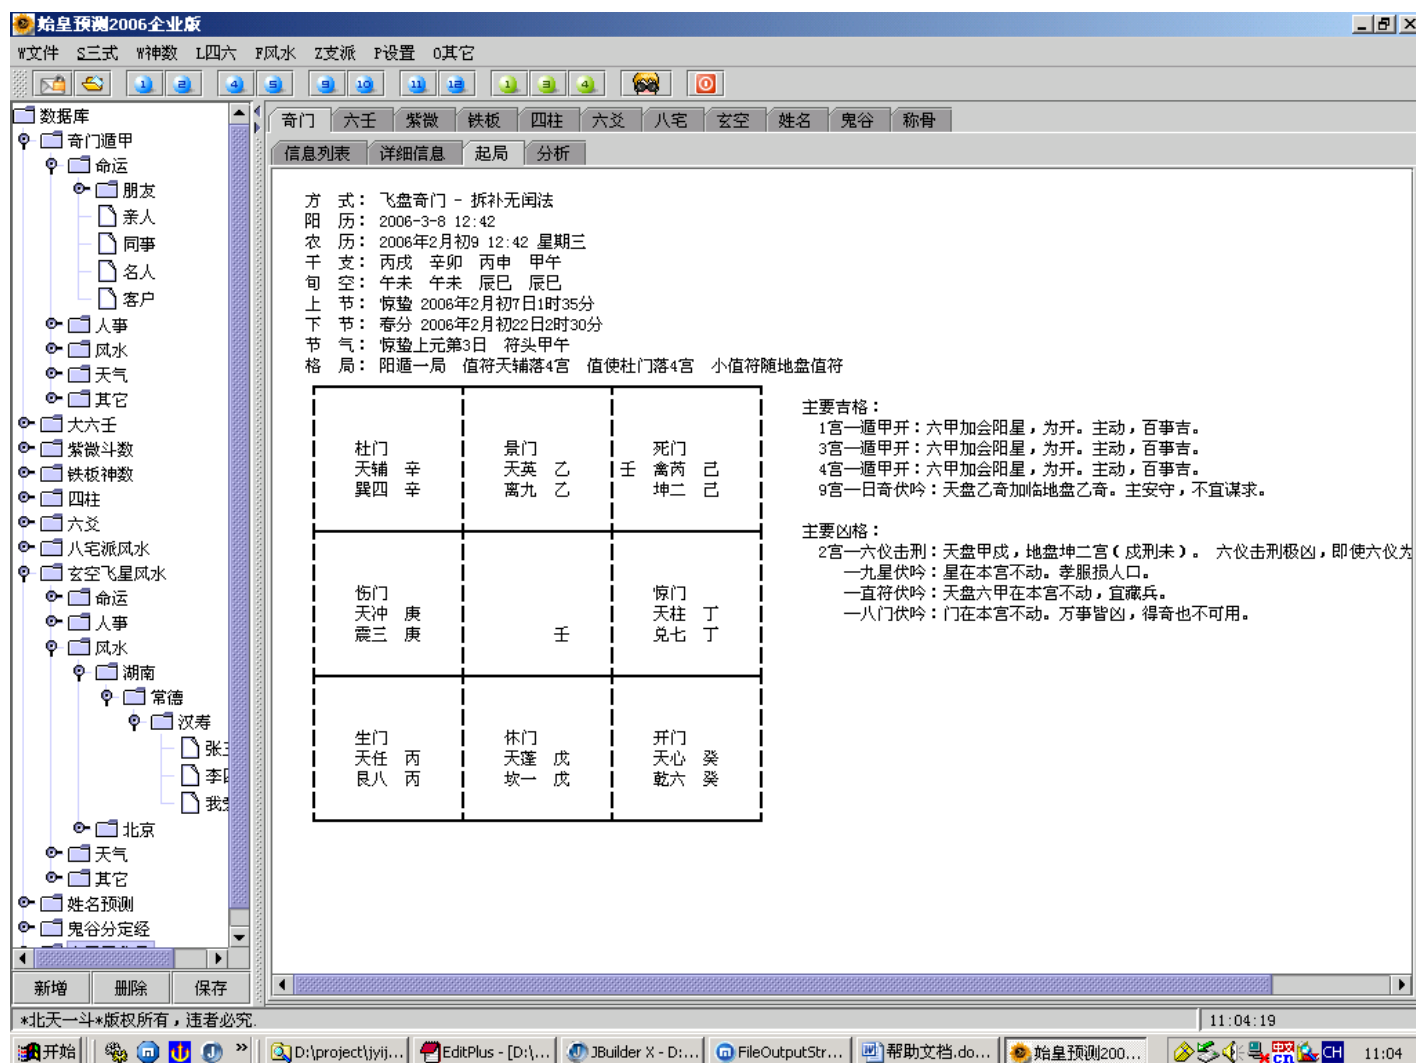 始皇预测2006企业版
W文件 S三式 W神数 L四六 F风水 Z支派 P设置 O其它
1 2 4 5 9 10 11 12 1 3 4
数据库
奇门遁甲
命运
朋友
亲人
同事
名人
客户
人事
风水
天气
其它
大六壬
紫微斗数
铁板神数
四柱
六爻
八宅派风水
玄空飞星风水
命运
人事
风水
湖南
常德
汉寿
张三
李四
我爱
北京
天气
其它
姓名预测
鬼谷分定经
新增 删除 保存
奇门 六壬 紫微 铁板 四柱 六爻 八宅 玄空 姓名 鬼谷 称骨
信息列表 详细信息 起局 分析
方 式: 飞盘奇门 - 拆补无闰法
阳 历: 2006-3-8 12:42
农 历: 2006年2月初9 12:42 星期三
干 支: 丙戌 辛卯 丙申 甲午
旬 空: 午未 午未 辰巳 辰巳
上 节: 惊蛰 2006年2月初7日1时35分
下 节: 春分 2006年2月初22日2时30分
节 气: 惊蛰上元第3日 符头甲午
格 局: 阳遁一局 值符天辅落4宫 值使杜门落4宫 小值符随地盘值符
杜门 景门 死门
天辅 辛 天英 乙 壬 禽芮 己
巽四 辛 离九 乙 坤二 己
伤门 惊门
天冲 庚 天柱 丁
震三 庚 壬 兑七 丁
生门 休门 开门
天任 丙 天蓬 戊 天心 癸
艮八 丙 坎一 戊 乾六 癸
主要吉格:
1宫—遁甲开:六甲加会阳星,为开。主动,百事吉。
3宫—遁甲开:六甲加会阳星,为开。主动,百事吉。
4宫—遁甲开:六甲加会阳星,为开。主动,百事吉。
9宫—日奇伏吟:天盘乙奇加临地盘乙奇。主安守,不宜谋求。
主要凶格:
2宫—六仪击刑:天盘甲戌,地盘坤二宫(戌刑未)。 六仪击刑极凶,即使六仪为
—九星伏吟:星在本宫不动。孝服损人口。
—直符伏吟:天盘六甲在本宫不动,宜藏兵。
—八门伏吟:门在本宫不动。万事皆凶,得奇也不可用。
*北天一斗*版权所有,违者必究. 11:04:19
开始 » D:\project\jyij... EditPlus - [D:\... JBuilder X - D:... FileOutputStr... 帮助文档.do... 始皇预测200... CH 11:04